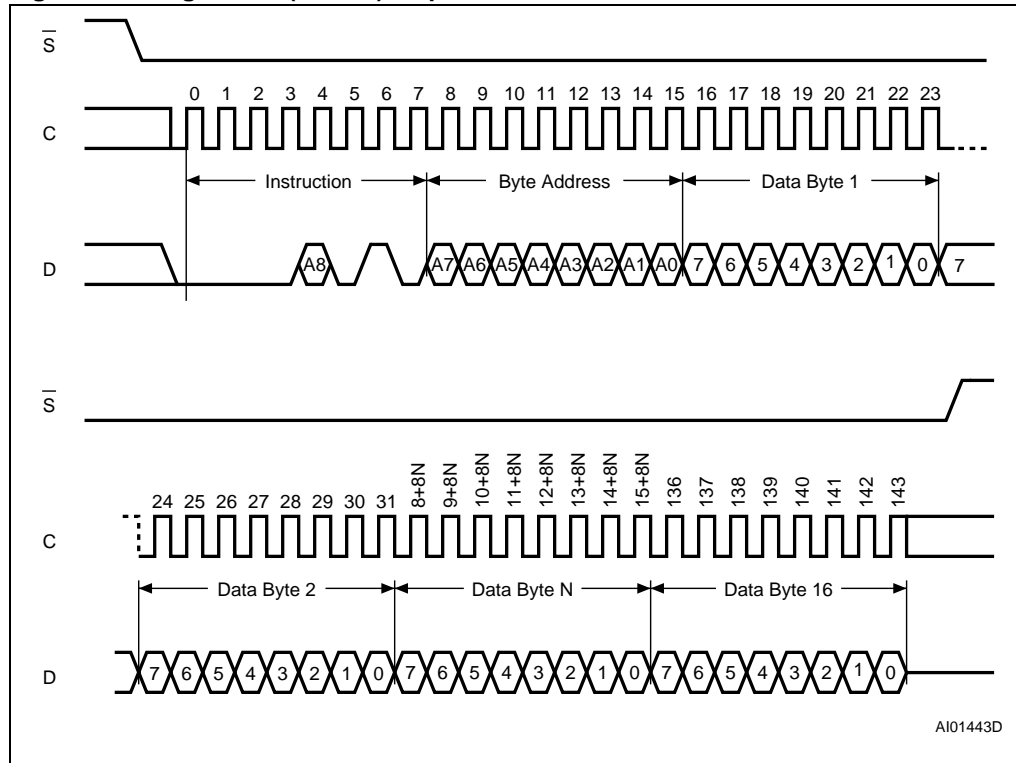 S
0 1 2 3 4 5 6 7 8 9 10 11 12 13 14 15 16 17 18 19 20 21 22 23
C
Instruction Byte Address Data Byte 1
D A8 A7 A6 A5 A4 A3 A2 A1 A0 7 6 5 4 3 2 1 0 7
S
24 25 26 27 28 29 30 31 8+8N 9+8N 10+8N 11+8N 12+8N 13+8N 14+8N 15+8N 136 137 138 139 140 141 142 143
C
Data Byte 2 Data Byte N Data Byte 16
D 7 6 5 4 3 2 1 0 7 6 5 4 3 2 1 0 7 6 5 4 3 2 1 0
AI01443D